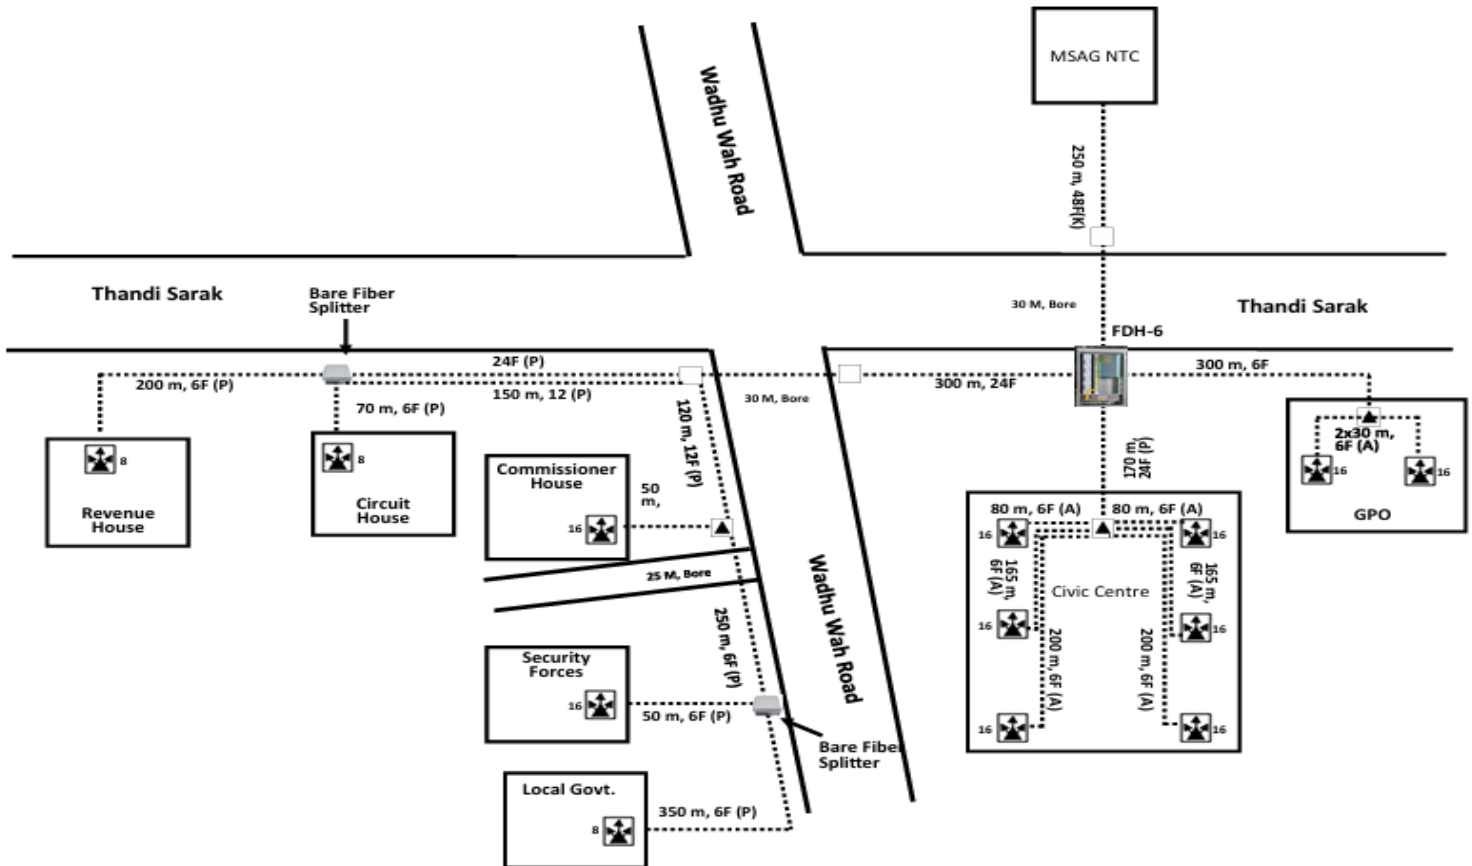 MSAG NTC
Wadhu Wah Road
250 m, 48F(K)
Thandi Sarak
Bare Fiber
Splitter
30 M, Bore
Thandi Sarak
FDH-6
24F (P)
200 m, 6F (P)
150 m, 12 (P)
30 M, Bore
300 m, 24F
300 m, 6F
70 m, 6F (P)
120 m, 12F (P)
170 m,
24F (P)
2x30 m,
6F (A)
16
16
GPO
8
Revenue
House
8
Circuit
House
Commissioner
House
50
m,
16
25 M, Bore
80 m, 6F (A)
80 m, 6F (A)
16
16
165 m,
6F (A)
165 m,
6F (A)
Civic Centre
16
16
200 m, 6F (A)
200 m, 6F (A)
16
16
250 m, 6F (P)
Wadhu Wah Road
Security
Forces
16
50 m, 6F (P)
Bare Fiber
Splitter
Local Govt.
8
350 m, 6F (P)